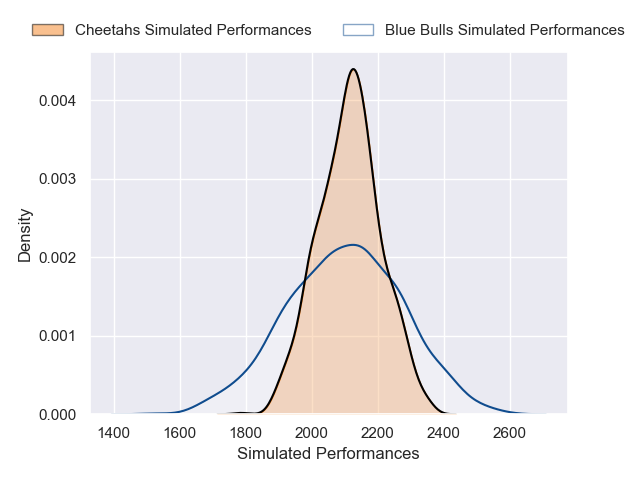 Cheetahs Simulated Performances Blue Bulls Simulated Performances
0.004
0.003
0.002
0.001
0.000
Density
1400 1600 1800 2000 2200 2400 2600
Simulated Performances